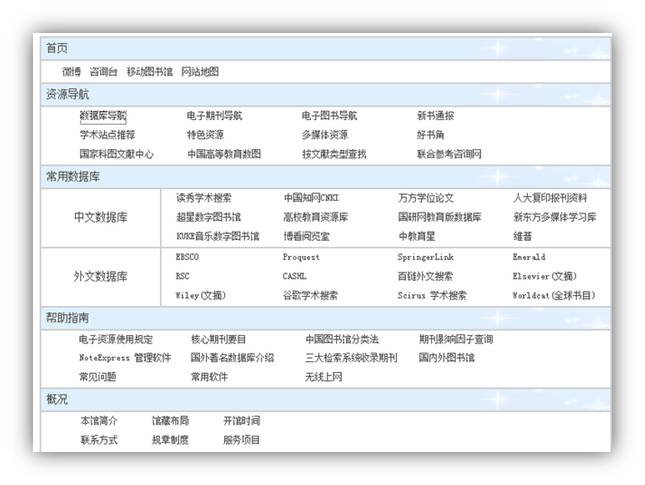 首页
微博 咨询台 移动图书馆 网站地图
资源导航
数据库导航 电子期刊导航 电子图书导航 新书通报
学术站点推荐 特色资源 多媒体资源 好书角
国家科图文献中心 中国高等教育数图 按文献类型查找 联合参考咨询网
常用数据库
中文数据库
读秀学术搜索 中国知网CNKI 万方学位论文 人大复印报刊资料
超星数字图书馆 高校教育资源库 国研网教育版数据库 新东方多媒体学习库
KUKE音乐数字图书馆 博看阅览室 中教育星 维普
外文数据库
EBSCO Proquest SpringerLink Emerald
RSC CASHL 百链外文搜索 Elsevier(文摘)
Wiley(文摘) 谷歌学术搜索 Scirus 学术搜索 Worldcat(全球书目)
帮助指南
电子资源使用规定 核心期刊要目 中国图书馆分类法 期刊影响因子查询
NoteExpress 管理软件 国外著名数据库介绍 三大检索系统收录期刊 国内外图书馆
常见问题 常用软件 无线上网
概况
本馆简介 馆藏布局 开馆时间
联系方式 规章制度 服务项目